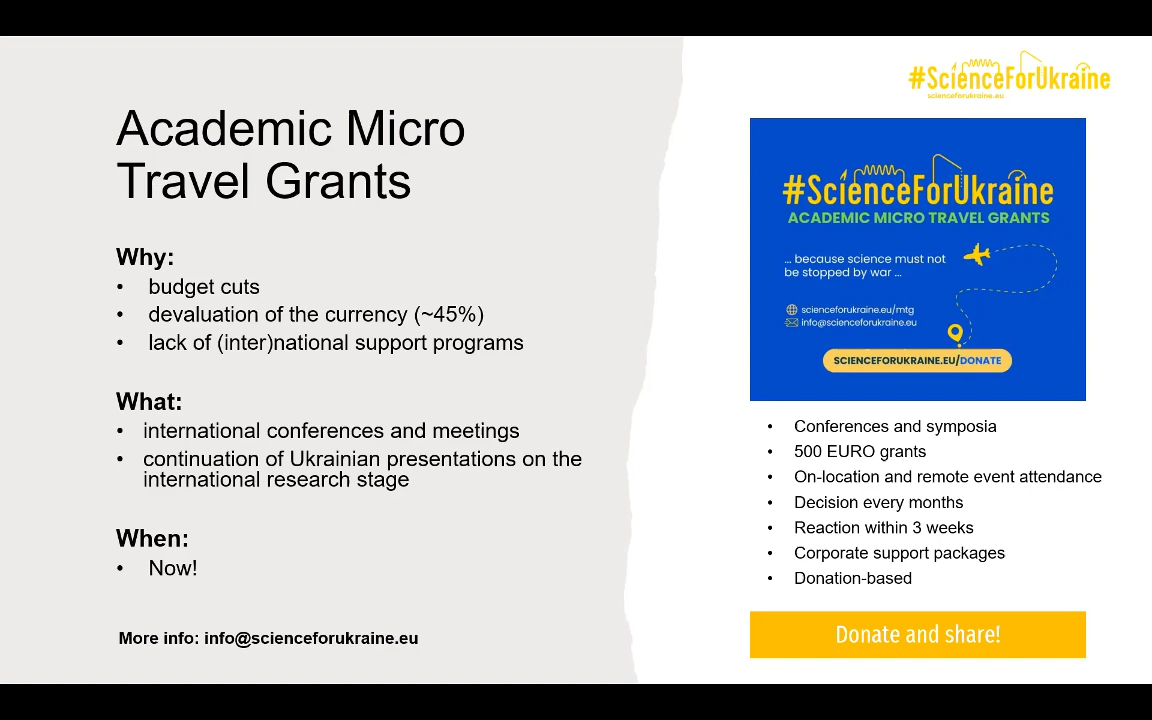 Academic Micro
Travel Grants
Why:
• budget cuts
• devaluation of the currency (~45%)
• lack of (inter)national support programs
What:
• international conferences and meetings
• continuation of Ukrainian presentations on the
international research stage
When:
• Now!
More info: info@scienceforukraine.eu
#ScienceForUkraine
scienceforukraine.eu
#ScienceForUkraine
ACADEMIC MICRO TRAVEL GRANTS
... because science must not
be stopped by war ...
scienceforukraine.eu/mtg
info@scienceforukraine.eu
SCIENCEFORUKRAINE.EU/DONATE
• Conferences and symposia
• 500 EURO grants
• On-location and remote event attendance
• Decision every months
• Reaction within 3 weeks
• Corporate support packages
• Donation-based
Donate and share!